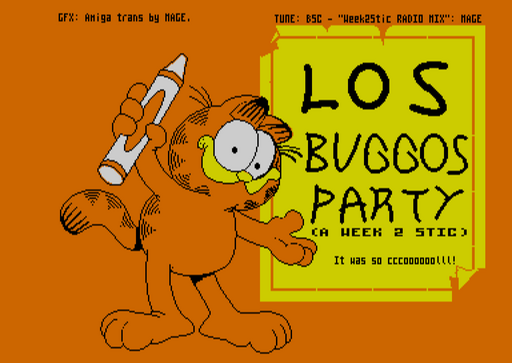 GFX: Amiga trans by MAGE.
TUNE: BSC - "Week2Stic RADIO MIX": MAGE
LOS
BUGGOS
PARTY
(A WEEK 2 STIC)
It was so cccooooolll!